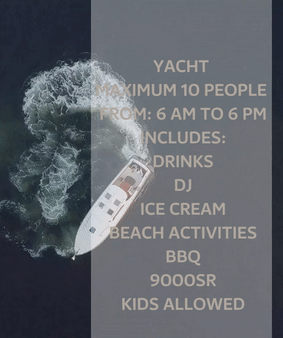 YACHT
MAXIMUM 10 PEOPLE
FROM: 6 AM TO 6 PM
INCLUDES:
DRINKS
DJ
ICE CREAM
BEACH ACTIVITIES
BBQ
9000SR
KIDS ALLOWED